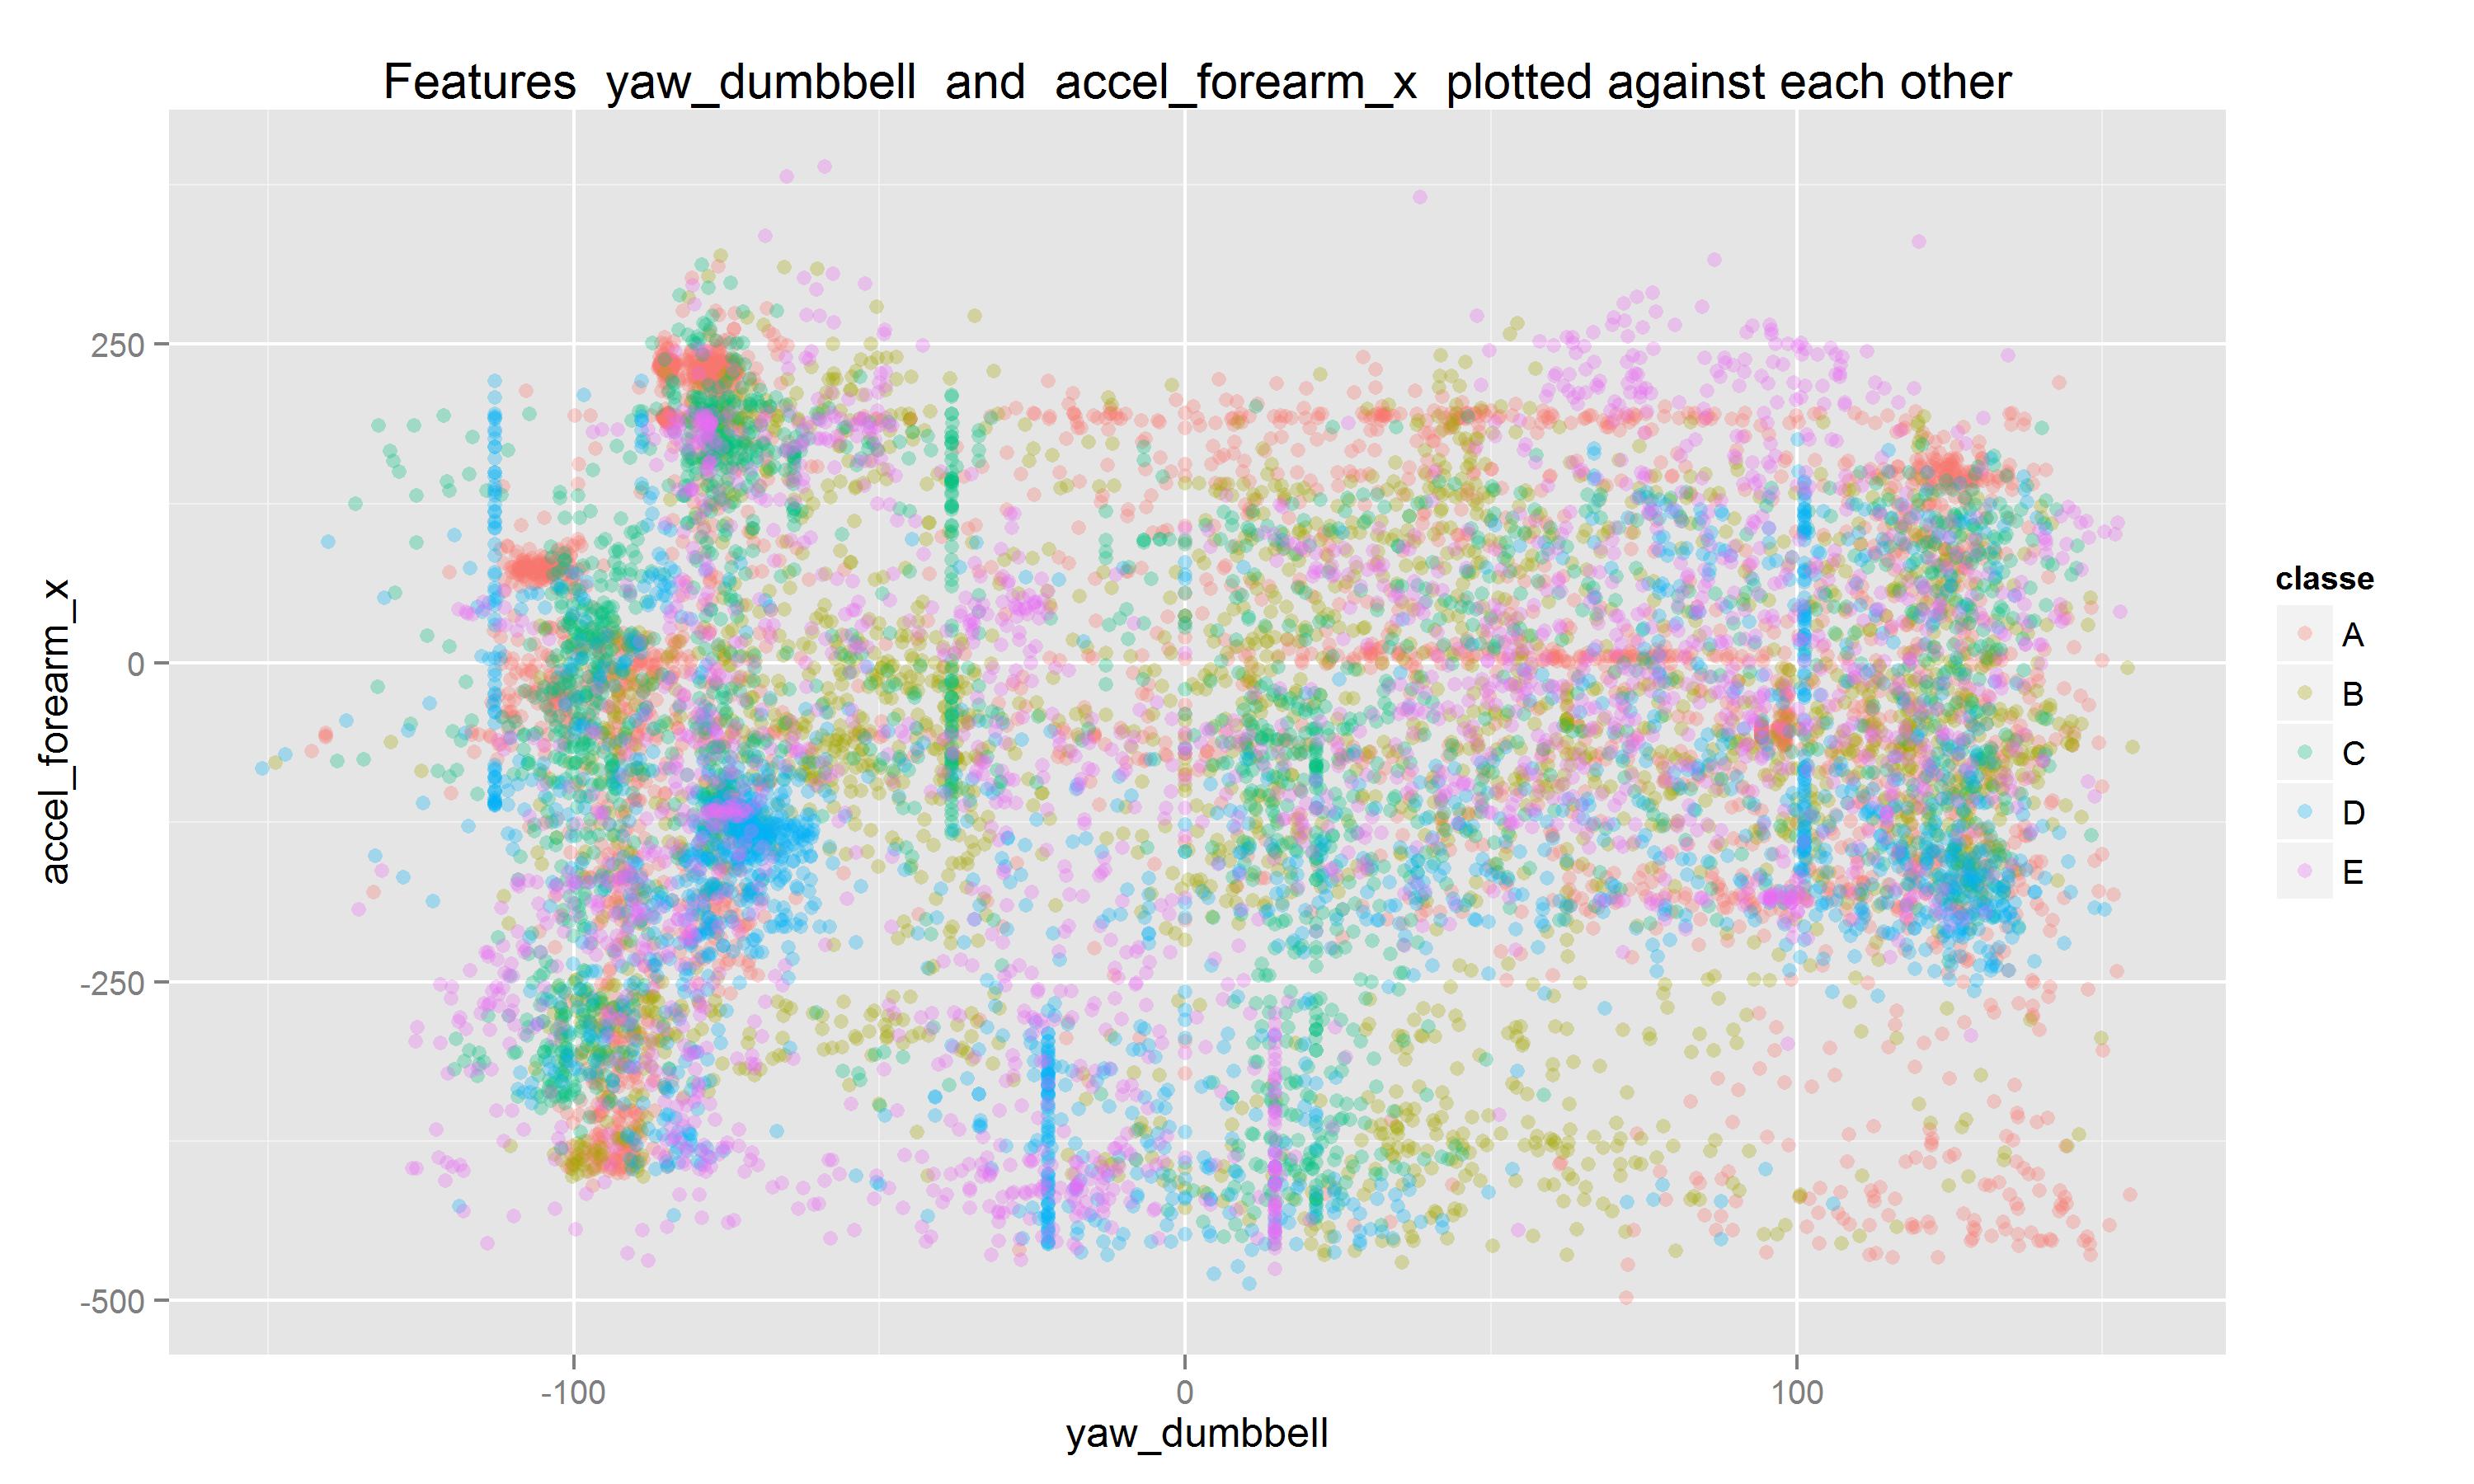 Features yaw_dumbbell and accel_forearm_x plotted against each other
accel_forearm_x
250
0
-250
-500
-100
0
100
yaw_dumbbell
classe
A
B
C
D
E